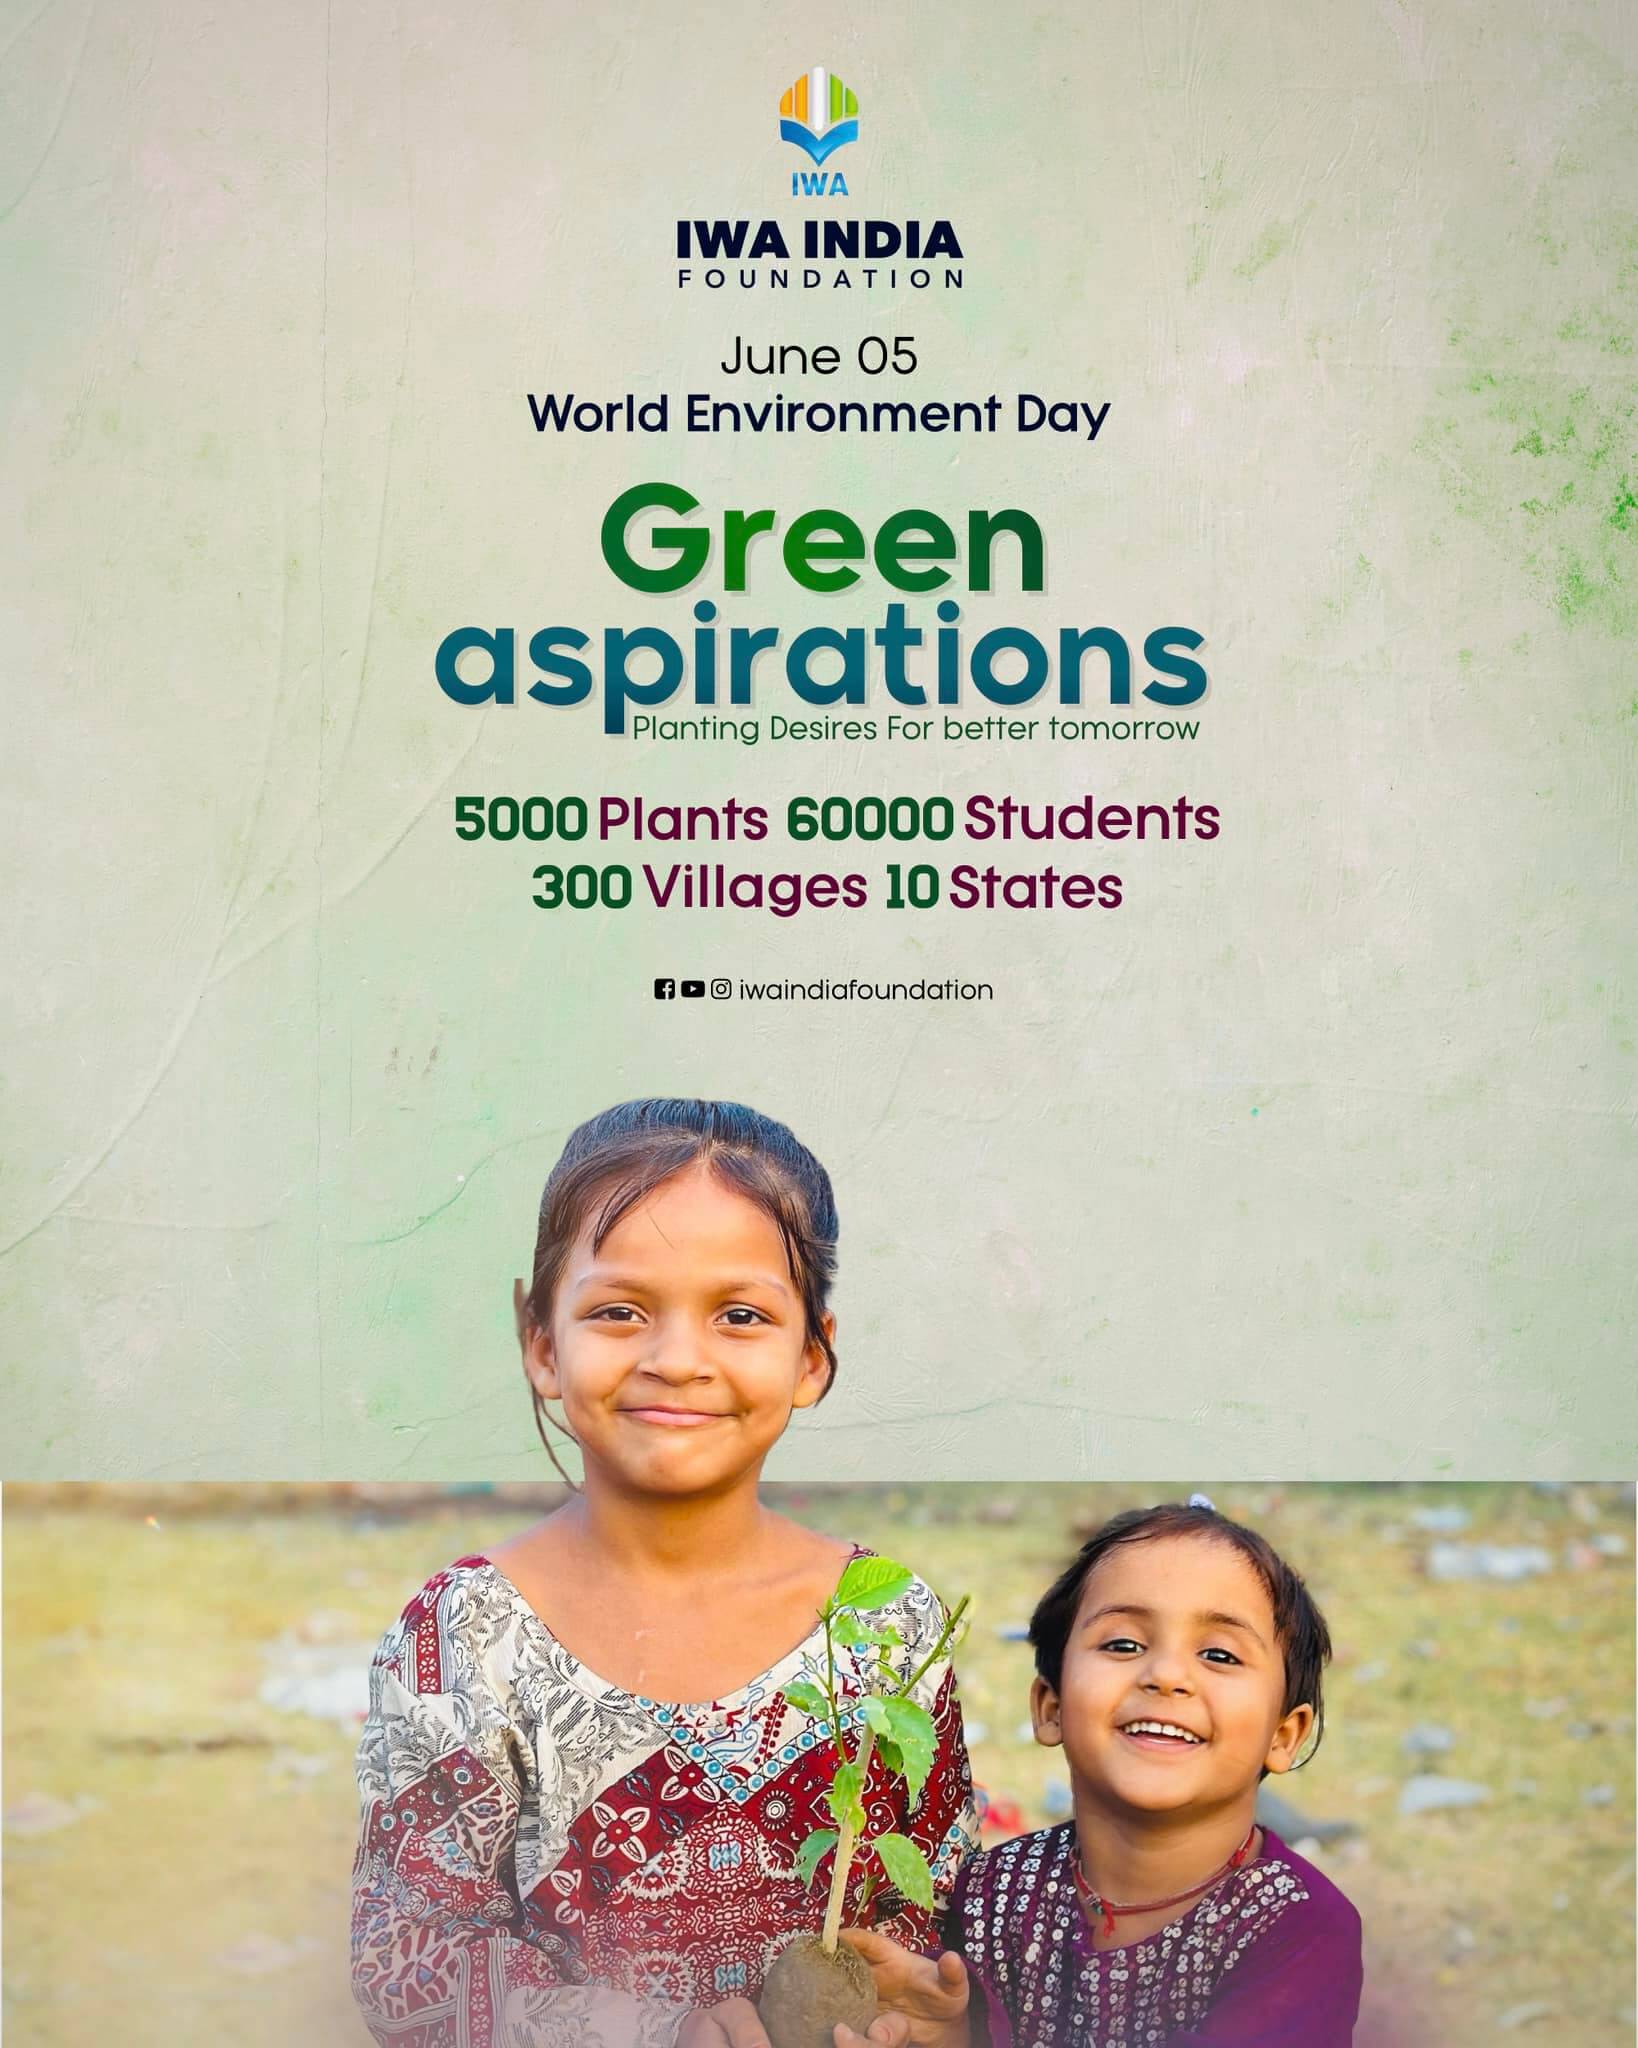 IWA
IWA INDIA
FOUNDATION
June 05
World Environment Day
Green
aspirations
Planting Desires For better tomorrow
5000 Plants 60000 Students
300 Villages 10 States
iwaindiafoundation